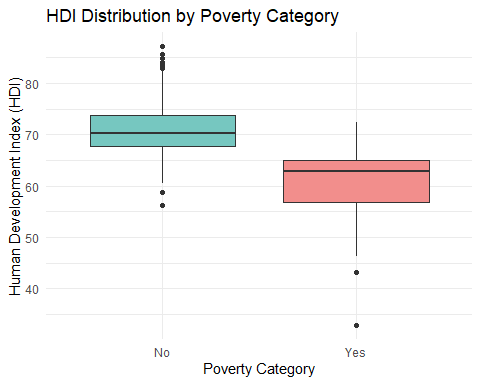 HDI Distribution by Poverty Category
Human Development Index (HDI)
80
70
60
50
40
No Yes
Poverty Category